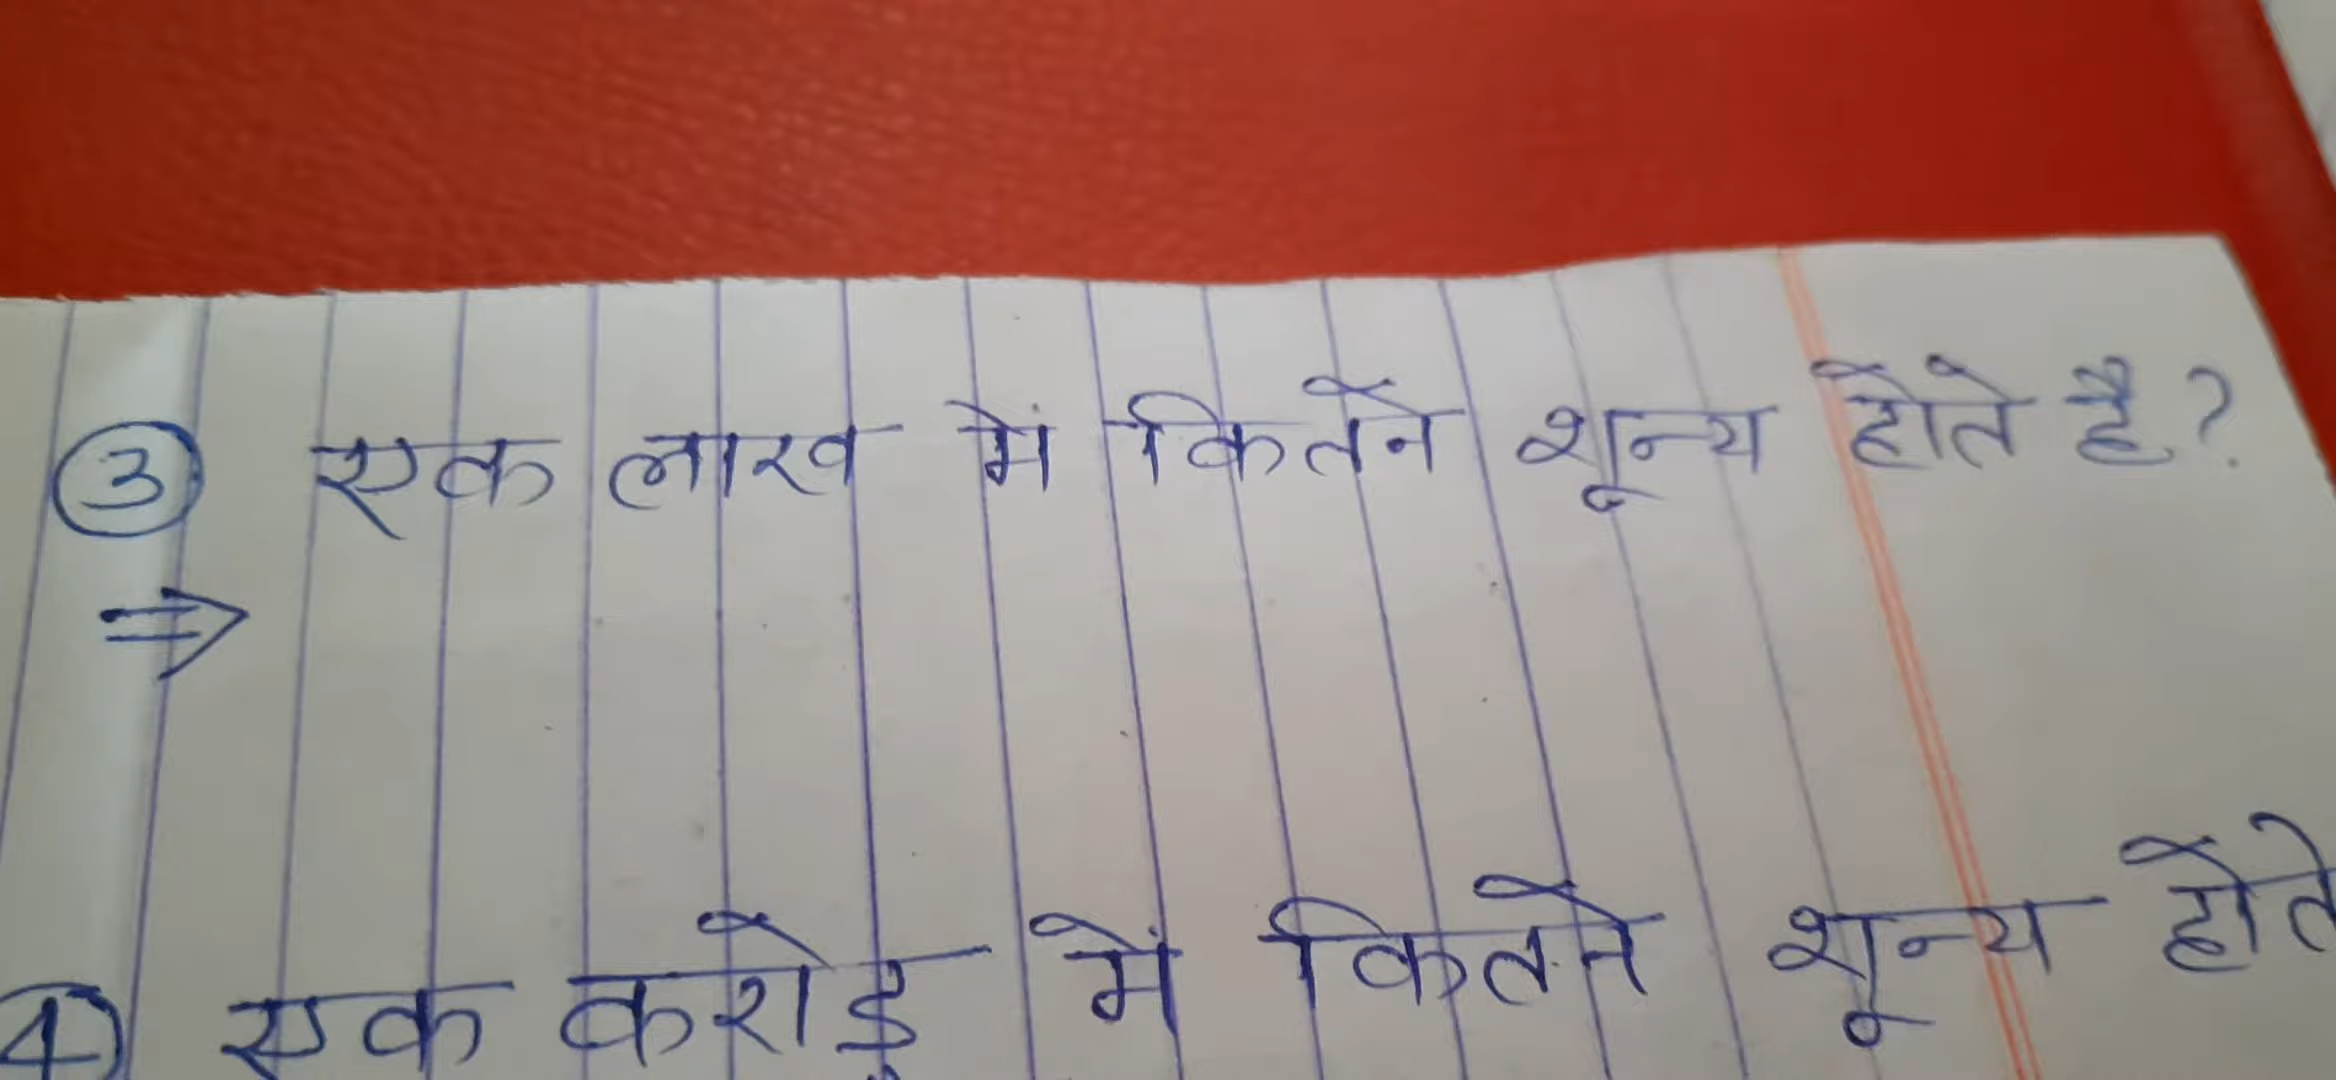 ③ एक लाख में कितने शून्य होते है?
⇒
④ एक करोड़ में कितने शून्य होते